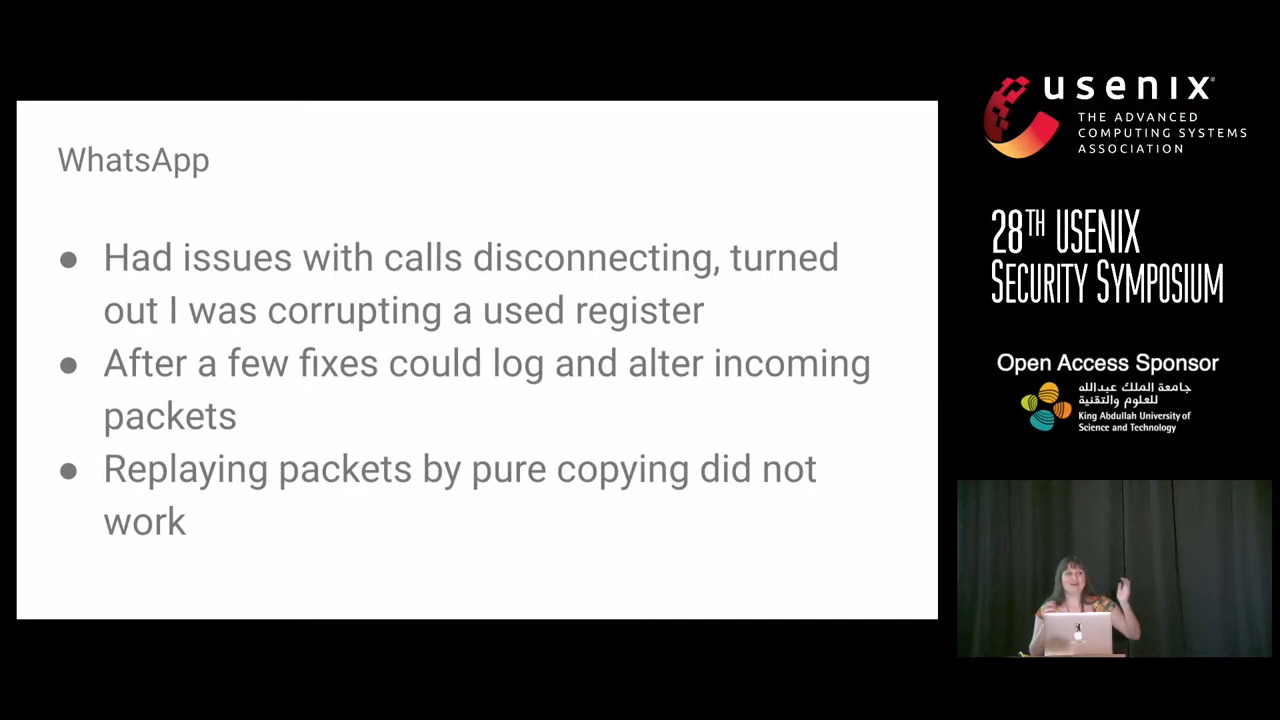 WhatsApp
● Had issues with calls disconnecting, turned
out I was corrupting a used register
● After a few fixes could log and alter incoming
packets
● Replaying packets by pure copying did not
work
usenix
THE ADVANCED
COMPUTING SYSTEMS
ASSOCIATION
28TH USENIX
SECURITY SYMPOSIUM
Open Access Sponsor
جامعة الملك عبدالله
للعلوم والتقنية
King Abdullah University of
Science and Technology